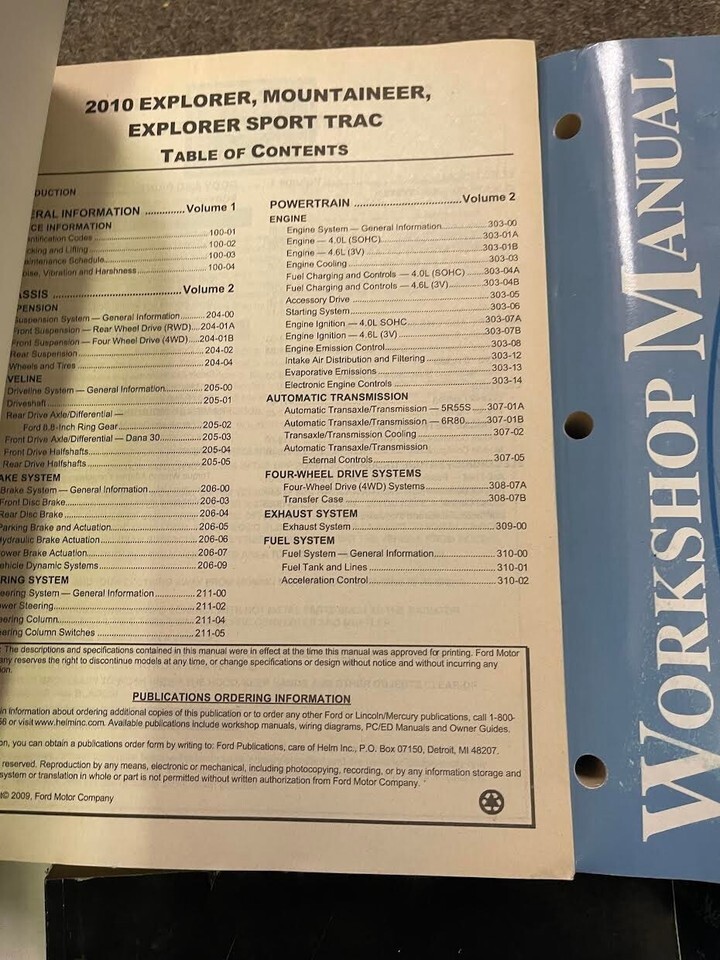 2010 EXPLORER, MOUNTAINEER,
EXPLORER SPORT TRAC
TABLE OF CONTENTS
DUCTION
ERAL INFORMATION .............Volume 1
CE INFORMATION
ntification Codes ........................100-01
cking and Lifting........................100-02
aintenance Schedule........................100-03
oise, Vibration and Harshness........................100-04
ASSIS ........................Volume 2
PENSION
Suspension System — General Information........................204-00
Front Suspension — Rear Wheel Drive (RWD)....204-01A
Front Suspension — Four Wheel Drive (4WD)....204-01B
Rear Suspension........................204-02
Wheels and Tires........................204-04
VELINE
Driveline System — General Information........................205-00
Driveshaft........................205-01
Rear Drive Axle/Differential —
Ford 8.8-Inch Ring Gear........................205-02
Front Drive Axle/Differential — Dana 30........................205-03
Front Drive Halfshafts........................205-04
Rear Drive Halfshafts........................205-05
AKE SYSTEM
Brake System — General Information........................206-00
Front Disc Brake........................206-03
Rear Disc Brake........................206-04
Parking Brake and Actuation........................206-05
ydraulic Brake Actuation........................206-06
ower Brake Actuation........................206-07
ehicle Dynamic Systems........................206-09
RING SYSTEM
eering System — General Information........................211-00
wer Steering........................211-02
ering Column........................211-04
ering Column Switches........................211-05
POWERTRAIN ........................Volume 2
ENGINE
Engine System — General Information........................303-00
Engine — 4.0L (SOHC)........................303-01A
Engine — 4.6L (3V)........................303-01B
Engine Cooling........................303-03
Fuel Charging and Controls — 4.0L (SOHC)......303-04A
Fuel Charging and Controls — 4.6L (3V)........................303-04B
Accessory Drive........................303-05
Starting System........................303-06
Engine Ignition — 4.0L SOHC........................303-07A
Engine Ignition — 4.6L (3V)........................303-07B
Engine Emission Control........................303-08
Intake Air Distribution and Filtering........................303-12
Evaporative Emissions........................303-13
Electronic Engine Controls........................303-14
AUTOMATIC TRANSMISSION
Automatic Transaxle/Transmission — 5R55S......307-01A
Automatic Transaxle/Transmission — 6R80........307-01B
Transaxle/Transmission Cooling........................307-02
Automatic Transaxle/Transmission
External Controls........................307-05
FOUR-WHEEL DRIVE SYSTEMS
Four-Wheel Drive (4WD) Systems........................308-07A
Transfer Case........................308-07B
EXHAUST SYSTEM
Exhaust System........................309-00
FUEL SYSTEM
Fuel System — General Information........................310-00
Fuel Tank and Lines........................310-01
Acceleration Control........................310-02
The descriptions and specifications contained in this manual were in effect at the time this manual was approved for printing. Ford Motor
any reserves the right to discontinue models at any time, or change specifications or design without notice and without incurring any
on.
PUBLICATIONS ORDERING INFORMATION
in information about ordering additional copies of this publication or to order any other Ford or Lincoln/Mercury publications, call 1-800-
or visit www.helminc.com. Available publications include workshop manuals, wiring diagrams, PC/ED Manuals and Owner Guides.
on, you can obtain a publications order form by writing to: Ford Publications, care of Helm Inc., P.O. Box 07150, Detroit, MI 48207.
reserved. Reproduction by any means, electronic or mechanical, including photocopying, recording, or by any information storage and
system or translation in whole or part is not permitted without written authorization from Ford Motor Company.
© 2009, Ford Motor Company
WORKSHOP MANUAL